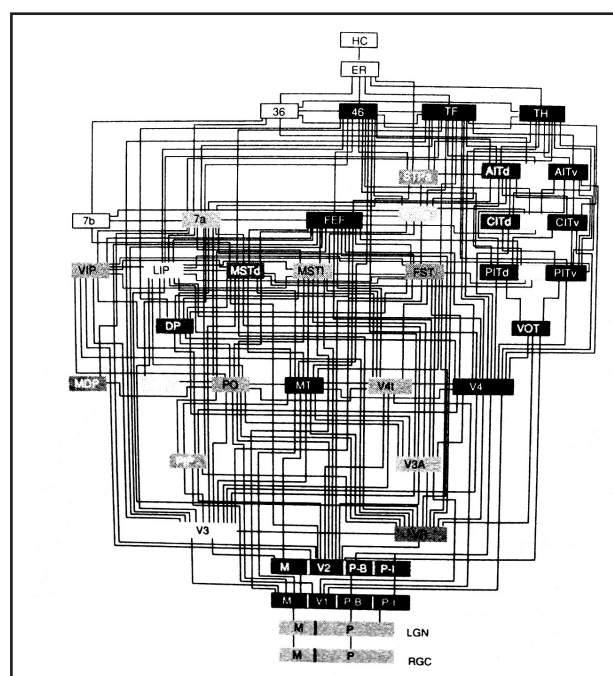 HC
ER
36 46 TF TH
STPa AITd AITv
7b 7a FEF CITd CITv
VIP LIP MSTd MSTl FST PITd PITv
DP VOT
MDP PO MT V4t V4
V3A
V3
M V2 P-B P-I
M V1 P-B P-I
M P LGN
M P RGC